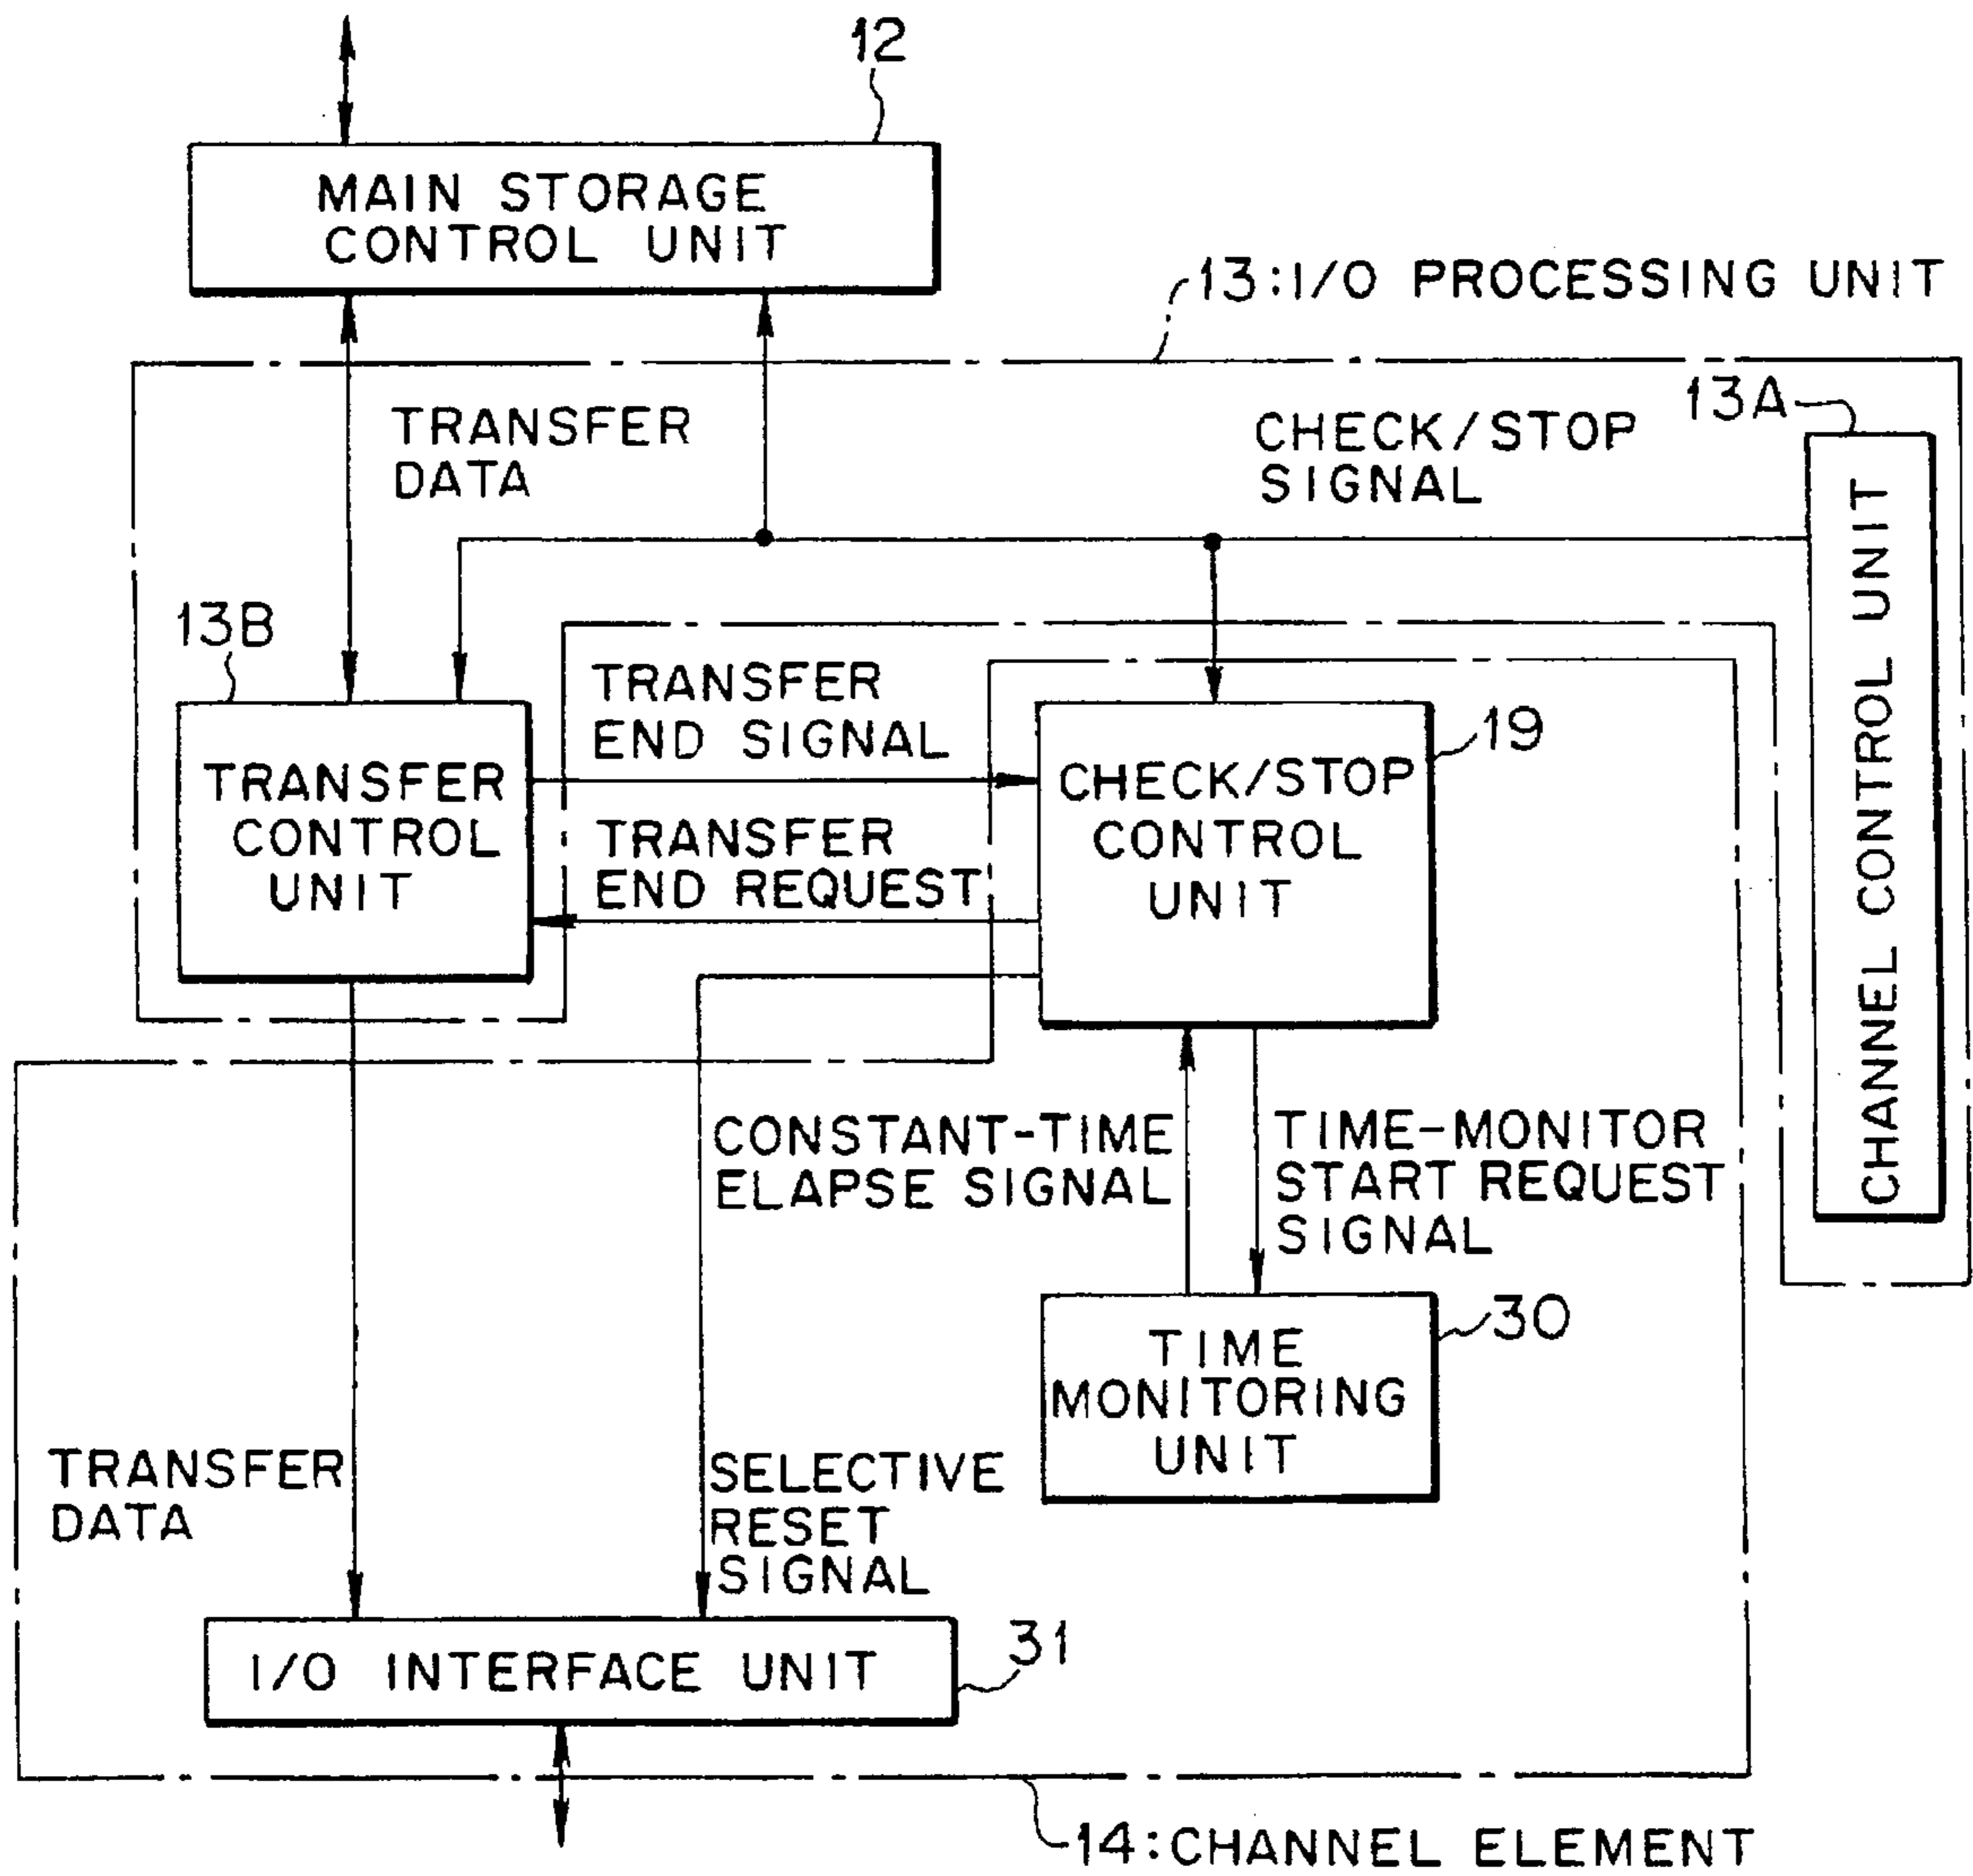 12
MAIN STORAGE
CONTROL UNIT
13:I/O PROCESSING UNIT
13A
TRANSFER
DATA
CHECK/STOP
SIGNAL
CHANNEL CONTROL UNIT
13B
TRANSFER
END SIGNAL
19
TRANSFER
CONTROL
UNIT
CHECK/STOP
CONTROL
UNIT
TRANSFER
END REQUEST
CONSTANT-TIME
ELAPSE SIGNAL
TIME-MONITOR
START REQUEST
SIGNAL
30
TIME
MONITORING
UNIT
TRANSFER
DATA
SELECTIVE
RESET
SIGNAL
31
I/O INTERFACE UNIT
14:CHANNEL ELEMENT